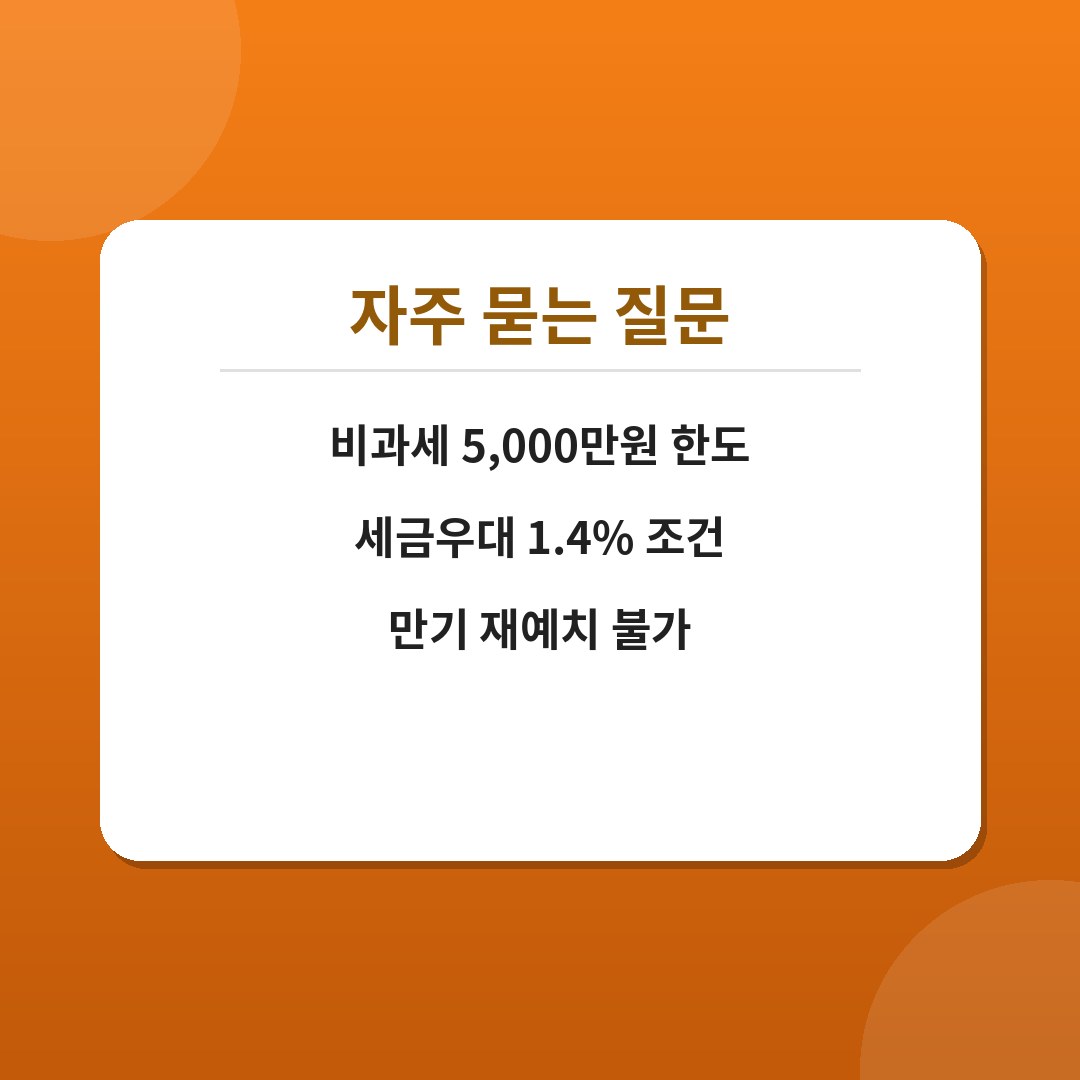 자주 묻는 질문
비과세 5,000만원 한도
세금우대 1.4% 조건
만기 재예치 불가